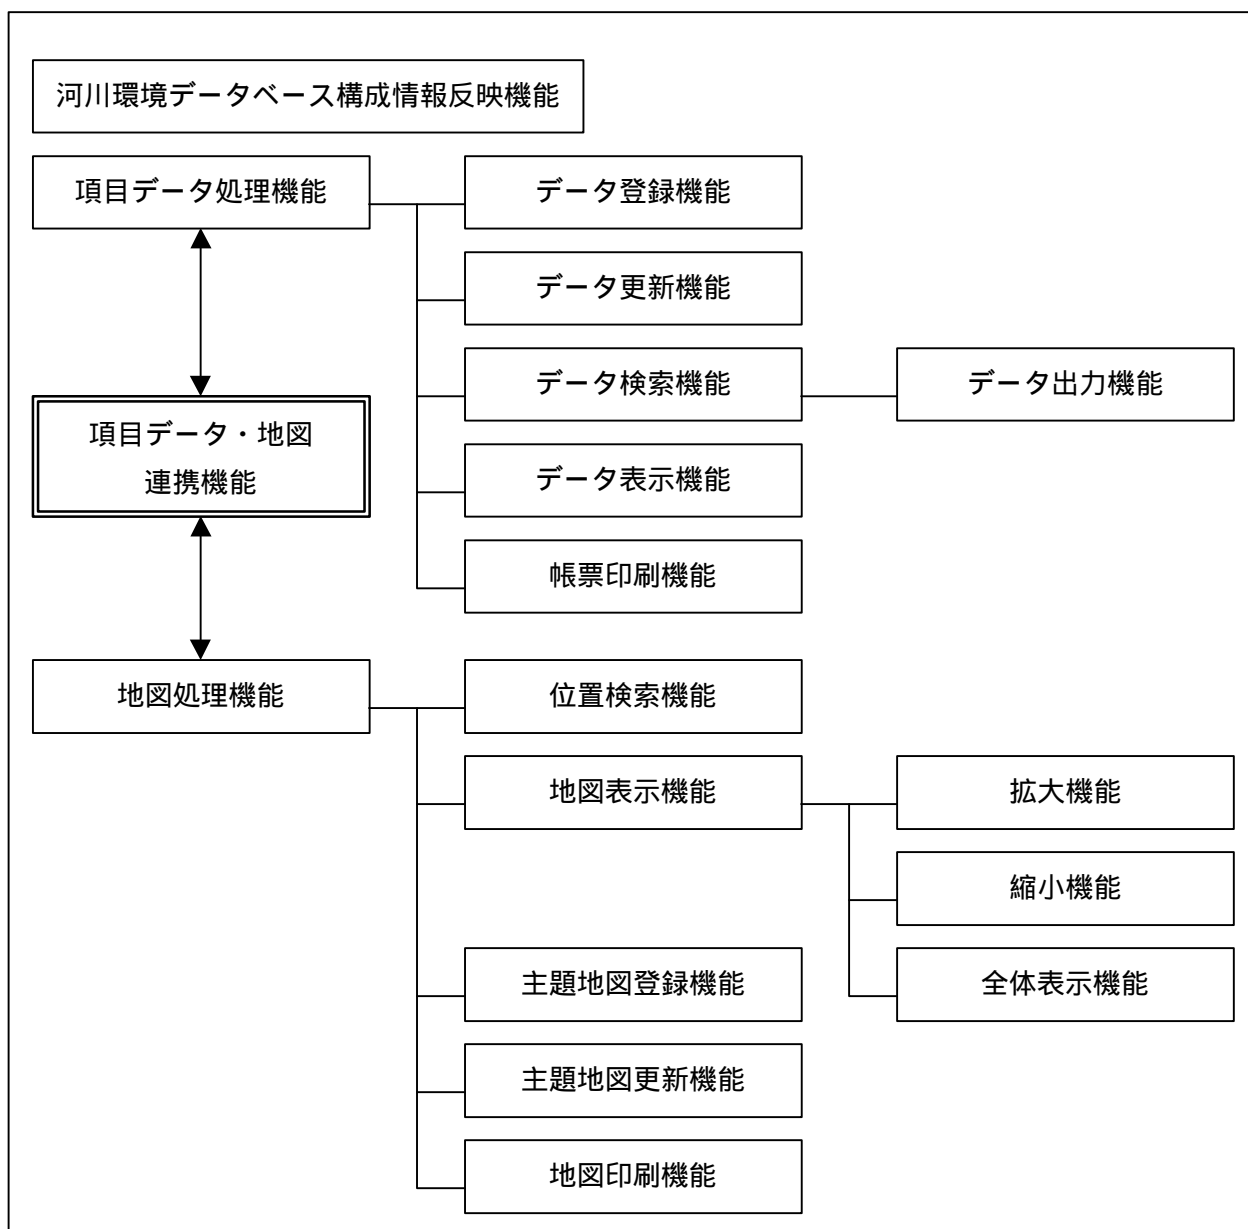 河川環境データベース構成情報反映機能
項目データ処理機能
データ登録機能
データ更新機能
データ検索機能
データ出力機能
項目データ・地図
連携機能
データ表示機能
帳票印刷機能
地図処理機能
位置検索機能
地図表示機能
拡大機能
縮小機能
全体表示機能
主題地図登録機能
主題地図更新機能
地図印刷機能